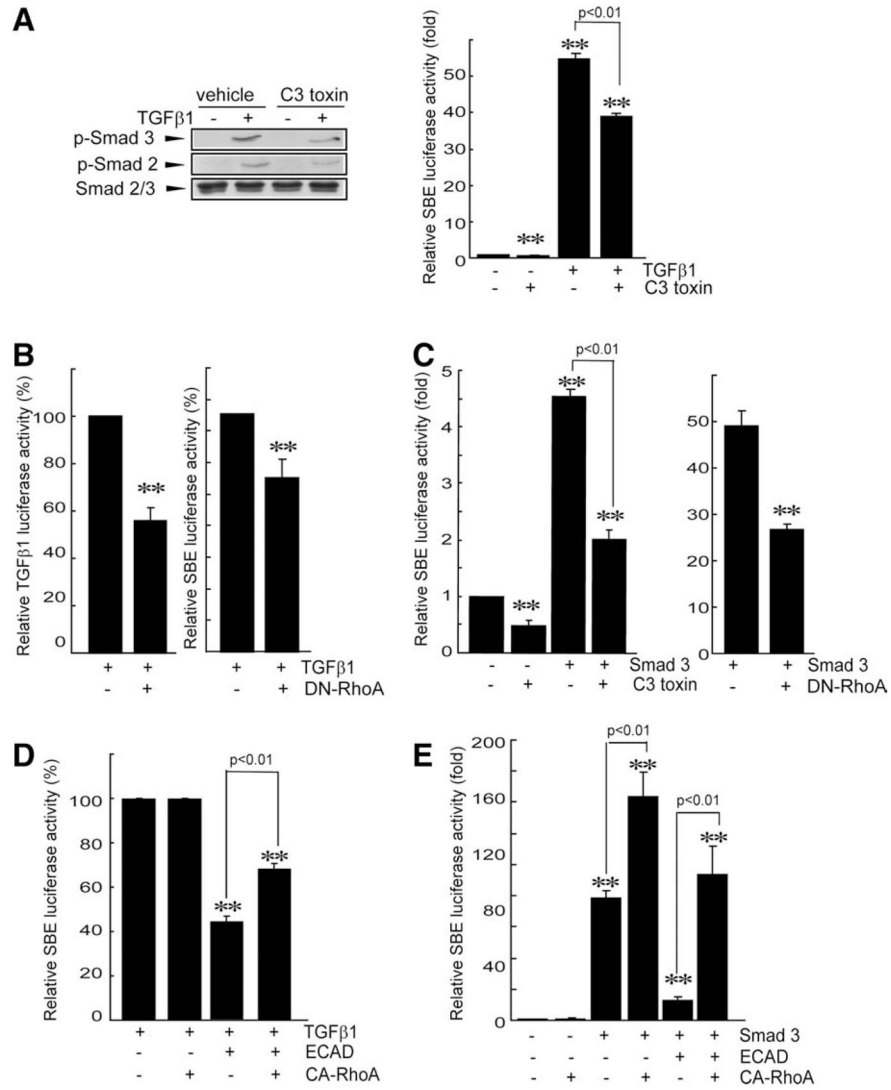 A
vehicle C3 toxin
TGFβ1 - + - +
p-Smad 3
p-Smad 2
Smad 2/3
Relative SBE luciferase activity (fold)
50
40
30
20
10
0
p<0.01
**
**
**
- - + + TGFβ1
- + - + C3 toxin
B
Relative TGFβ1 luciferase activity (%)
100
80
60
40
20
0
**
Relative SBE luciferase activity (%)
**
+ + + + TGFβ1
- + - + DN-RhoA
C
Relative SBE luciferase activity (fold)
5
4
4
2
2
1
0
p<0.01
**
**
**
- - + + Smad 3
- + - + C3 toxin
50
40
30
20
10
0
**
+ + Smad 3
- + DN-RhoA
D
Relative SBE luciferase activity (%)
100
80
60
40
20
0
p<0.01
**
**
+ + + + TGFβ1
- - + + ECAD
- + - + CA-RhoA
E
Relative SBE luciferase activity (fold)
200
160
120
80
40
0
p<0.01
p<0.01
**
**
**
**
- - + + + + Smad 3
- - - - + + ECAD
- + - + - + CA-RhoA